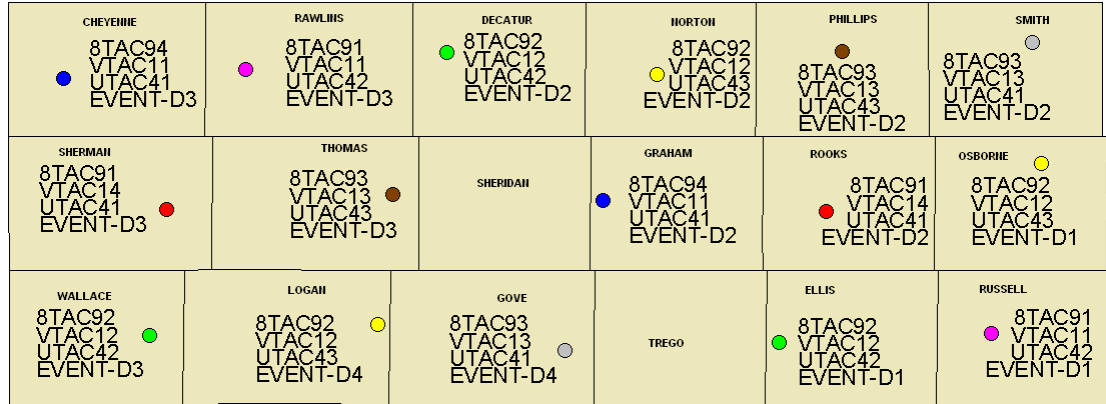 CHEYENNE
8TAC94
VTAC11
UTAC41
EVENT-D3
RAWLINS
8TAC91
VTAC11
UTAC42
EVENT-D3
DECATUR
8TAC92
VTAC12
UTAC42
EVENT-D2
NORTON
8TAC92
VTAC12
UTAC43
EVENT-D2
PHILLIPS
8TAC93
VTAC13
UTAC43
EVENT-D2
SMITH
8TAC93
VTAC13
UTAC41
EVENT-D2
SHERMAN
8TAC91
VTAC14
UTAC41
EVENT-D3
THOMAS
8TAC93
VTAC13
UTAC43
EVENT-D3
SHERIDAN
GRAHAM
8TAC94
VTAC11
UTAC41
EVENT-D2
ROOKS
8TAC91
VTAC14
UTAC41
EVENT-D2
OSBORNE
8TAC92
VTAC12
UTAC43
EVENT-D1
WALLACE
8TAC92
VTAC12
UTAC42
EVENT-D3
LOGAN
8TAC92
VTAC12
UTAC43
EVENT-D4
GOVE
8TAC93
VTAC13
UTAC41
EVENT-D4
TREGO
ELLIS
8TAC92
VTAC12
UTAC42
EVENT-D1
RUSSELL
8TAC91
VTAC11
UTAC42
EVENT-D1